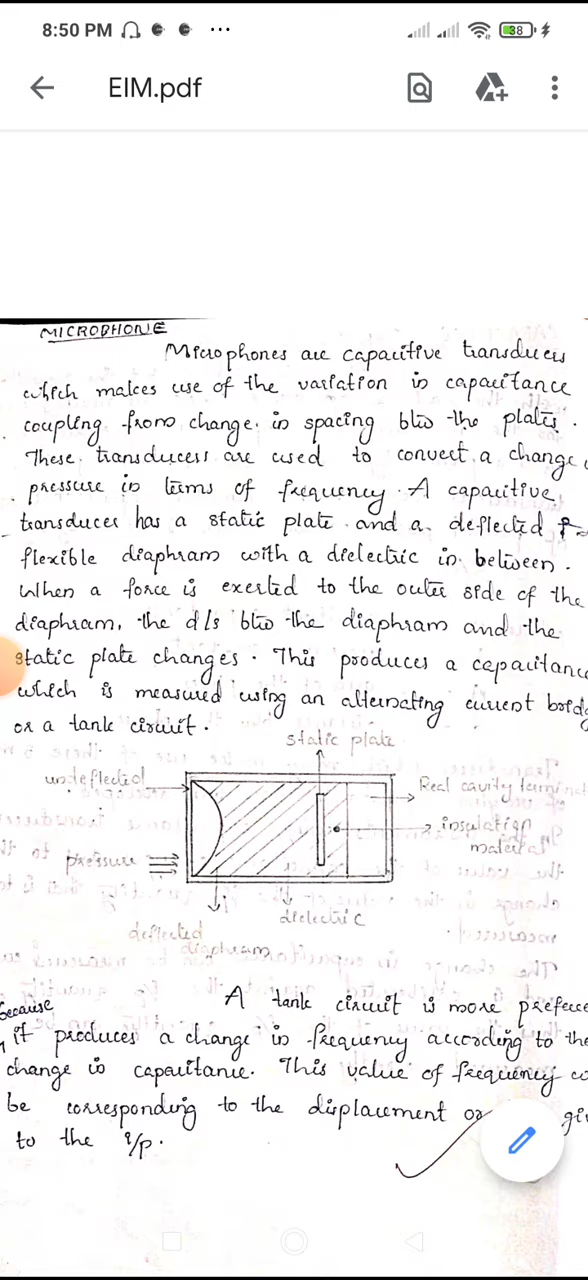 8:50 PM
38
EIM.pdf
MICROPHONE
Microphones are capacitive transducers
which makes use of the variation in capacitance
coupling from change in spacing btw the plates.
These transducers are used to convert a change
pressure in terms of frequency. A capacitive
transducer has a static plate and a deflected
flexible diaphram with a dielectric in between.
When a force is exerted to the outer side of the
diaphram, the d/s btw the diaphram and the
static plate changes. This produces a capacitanc
which is measured using an alternating current
or a tank circuit.
static plate
undeflected
Real cavity
insulation
material
pressure
dielectric
deflected
diaphram
A tank circuit is more
because
it produces a change in frequency according to the
change in capacitance. This value of frequency
be corresponding to the displacement or gi
to the i/p.